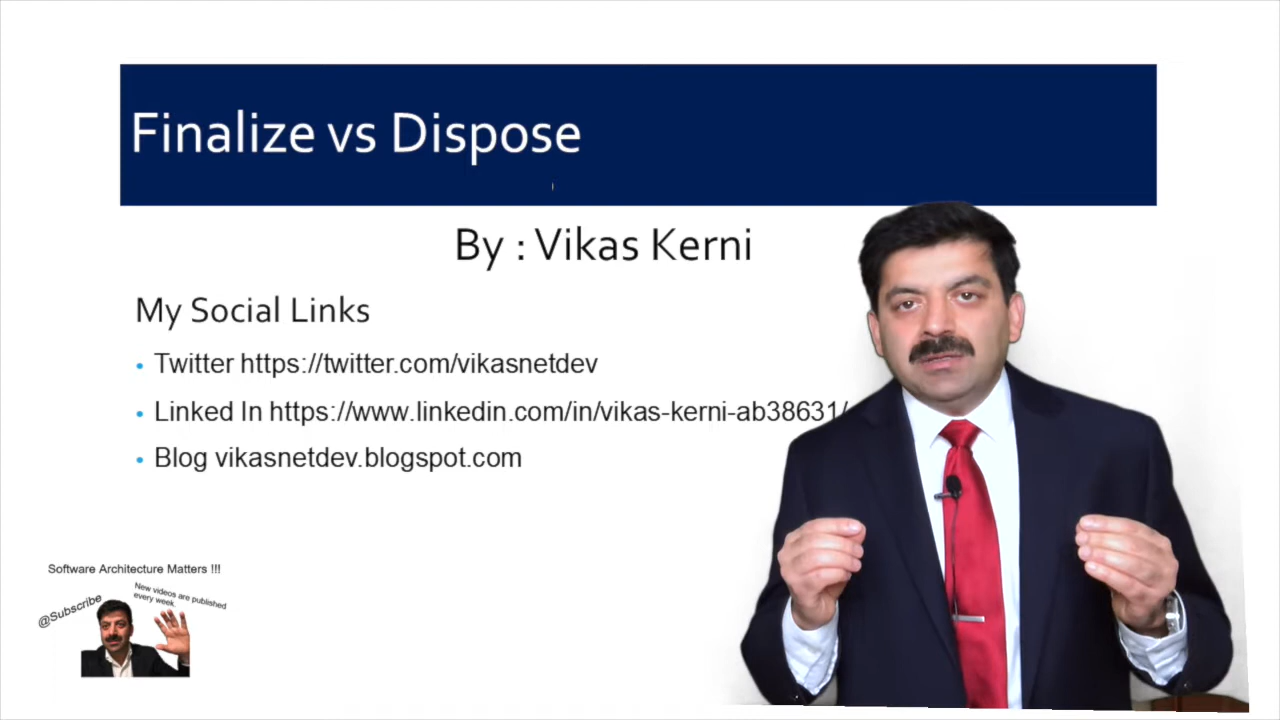 Finalize vs Dispose
By : Vikas Kerni
My Social Links
• Twitter https://twitter.com/vikasnetdev
• Linked In https://www.linkedin.com/in/vikas-kerni-ab38631/
• Blog vikasnetdev.blogspot.com
Software Architecture Matters !!!
@Subscribe
New videos are published
every week.